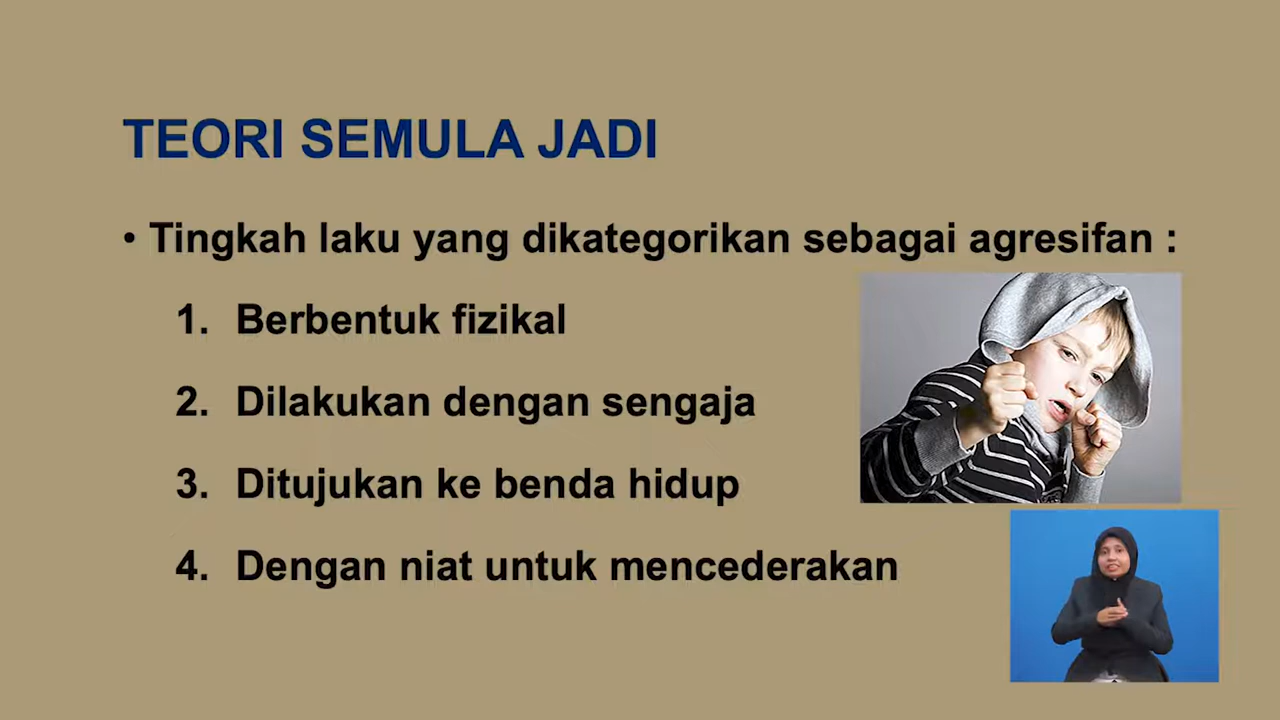 TEORI SEMULA JADI
• Tingkah laku yang dikategorikan sebagai agresifan :
1. Berbentuk fizikal
2. Dilakukan dengan sengaja
3. Ditujukan ke benda hidup
4. Dengan niat untuk mencederakan